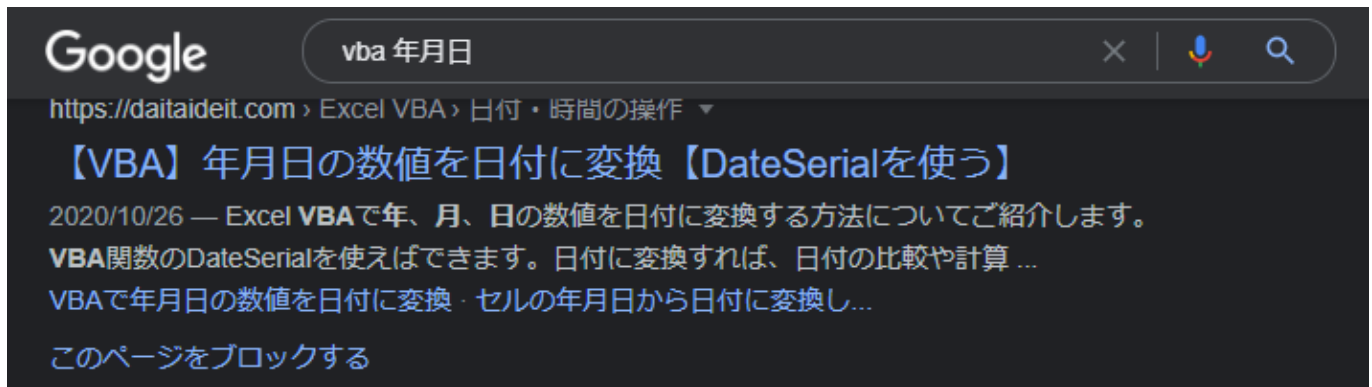 Google
vba 年月日
https://daitaideit.com › Excel VBA › 日付・時間の操作
【VBA】年月日の数値を日付に変換【DateSerialを使う】
2020/10/26 — Excel VBAで年、月、日の数値を日付に変換する方法についてご紹介します。
VBA関数のDateSerialを使えばできます。日付に変換すれば、日付の比較や計算 ...
VBAで年月日の数値を日付に変換 · セルの年月日から日付に変換し...
このページをブロックする